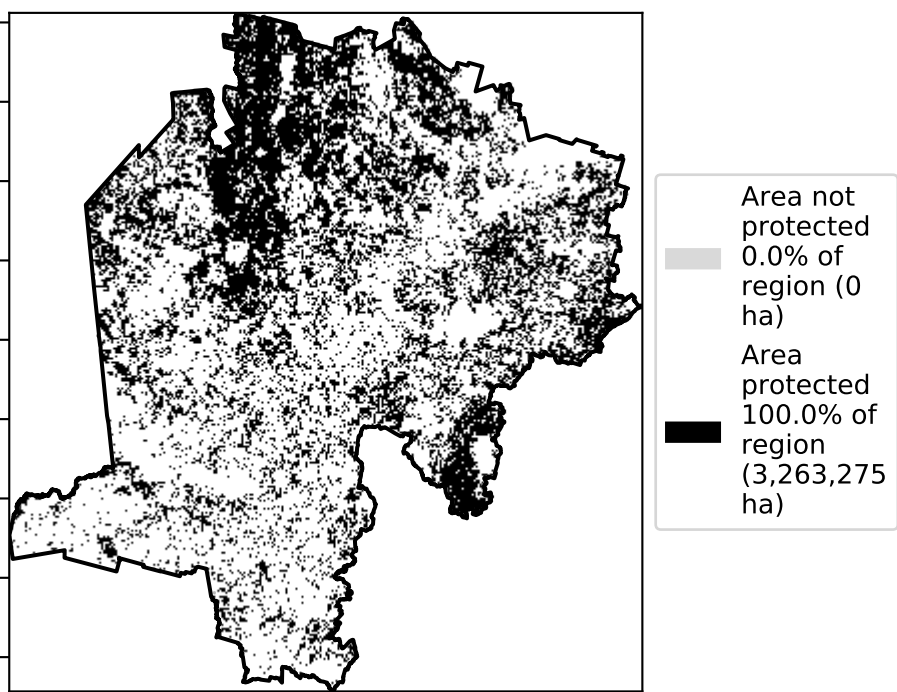 Area not
protected
0.0% of
region (0
ha)
Area
protected
100.0% of
region
(3,263,275
ha)